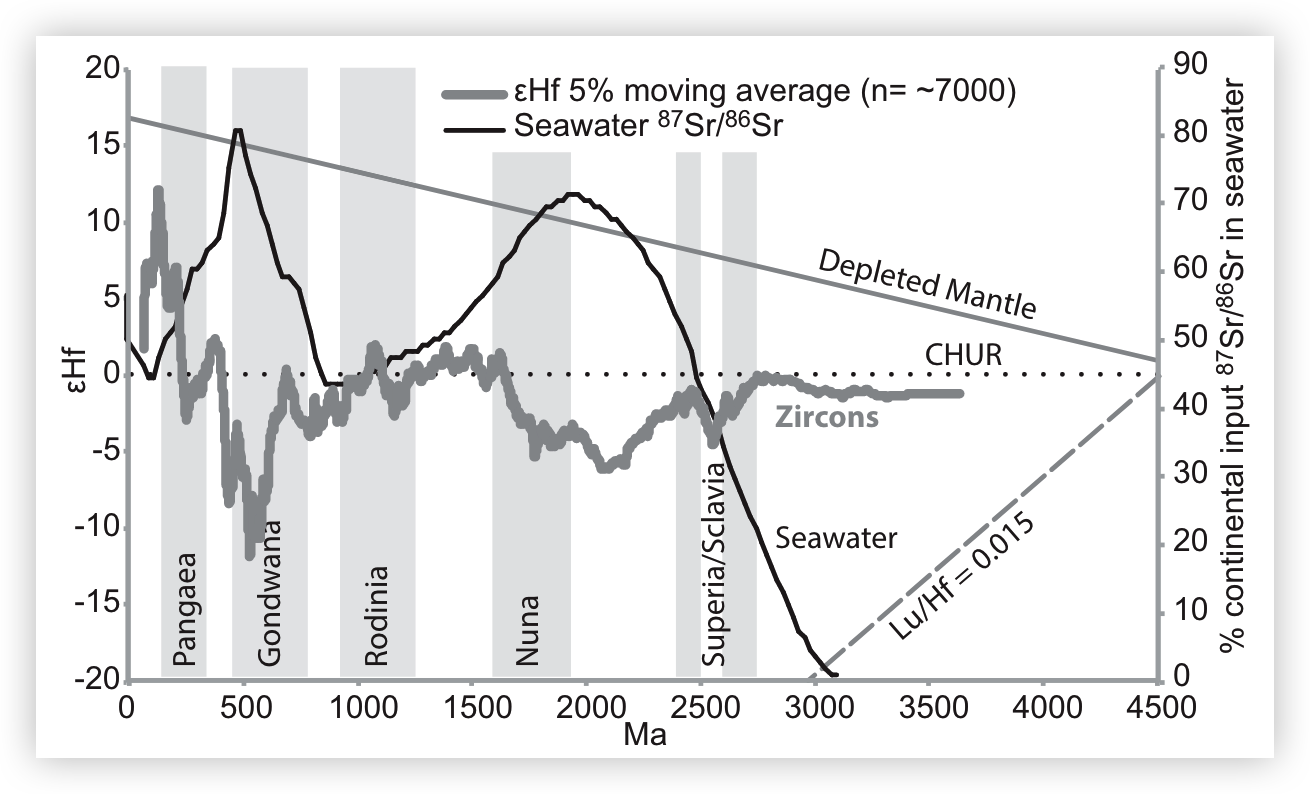 εHf 5% moving average (n= ~7000)
Seawater ⁸⁷Sr/⁸⁶Sr
20
15
10
5
0
-5
-10
-15
-20
εHf
90
80
70
60
50
40
30
20
10
0
% continental input ⁸⁷Sr/⁸⁶Sr in seawater
Depleted Mantle
CHUR
Zircons
Seawater
Lu/Hf = 0.015
Pangaea
Gondwana
Rodinia
Nuna
Superia/Sclavia
0
500
1000
1500
2000
2500
3000
3500
4000
4500
Ma